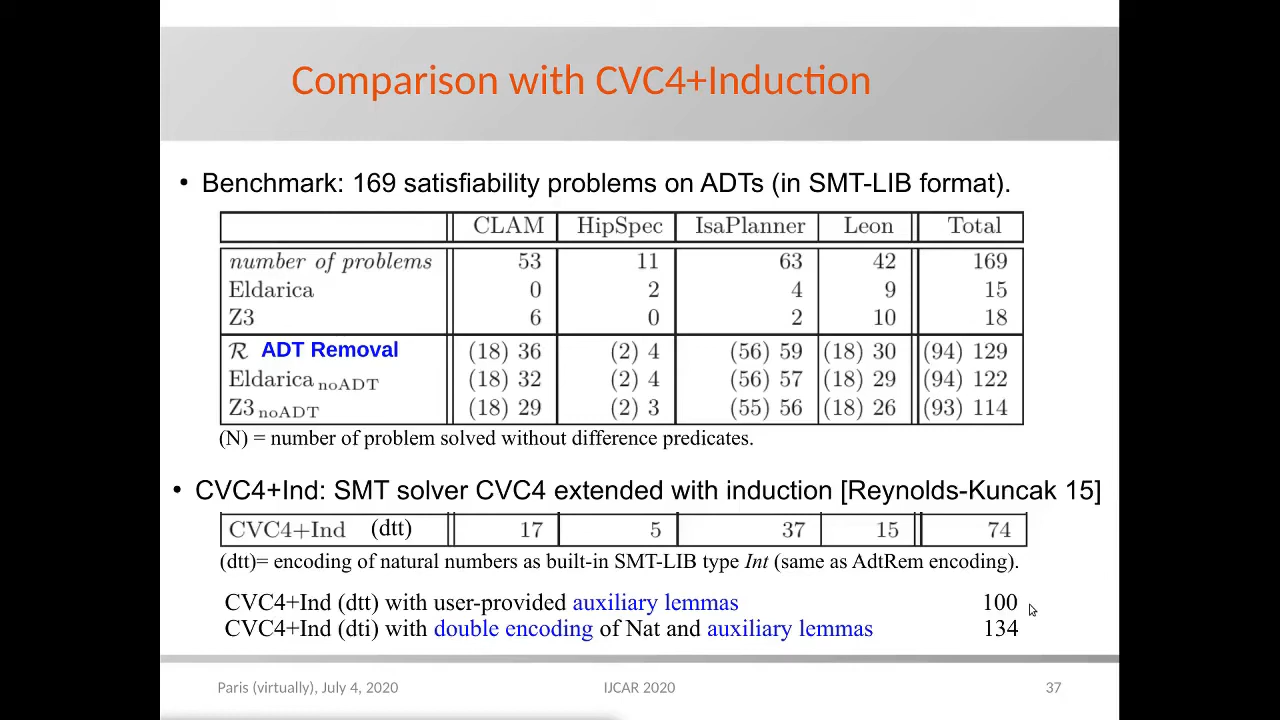 Comparison with CVC4+Induction
• Benchmark: 169 satisfiability problems on ADTs (in SMT-LIB format).
CLAM HipSpec IsaPlanner Leon Total
number of problems 53 11 63 42 169
Eldarica 0 2 4 9 15
Z3 6 0 2 10 18
R ADT Removal (18) 36 (2) 4 (56) 59 (18) 30 (94) 129
Eldarica noADT (18) 32 (2) 4 (56) 57 (18) 29 (94) 122
Z3 noADT (18) 29 (2) 3 (55) 56 (18) 26 (93) 114
(N) = number of problem solved without difference predicates.
• CVC4+Ind: SMT solver CVC4 extended with induction [Reynolds-Kuncak 15]
CVC4+Ind (dtt) 17 5 37 15 74
(dtt)= encoding of natural numbers as built-in SMT-LIB type Int (same as AdtRem encoding).
CVC4+Ind (dtt) with user-provided auxiliary lemmas 100
CVC4+Ind (dti) with double encoding of Nat and auxiliary lemmas 134
Paris (virtually), July 4, 2020 IJCAR 2020 37